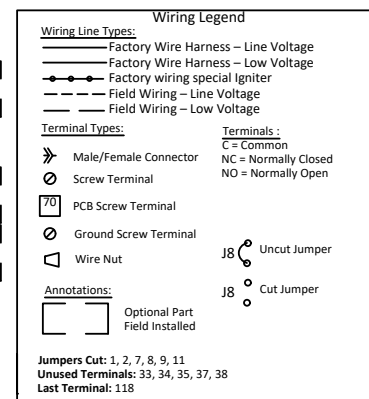 Wiring Legend
Wiring Line Types:
Factory Wire Harness – Line Voltage
Factory Wire Harness – Low Voltage
Factory wiring special Igniter
Field Wiring – Line Voltage
Field Wiring – Low Voltage
Terminal Types:
Male/Female Connector
Screw Terminal
70 PCB Screw Terminal
Ground Screw Terminal
Wire Nut
Terminals :
C = Common
NC = Normally Closed
NO = Normally Open
J8 Uncut Jumper
J8 Cut Jumper
Annotations:
Optional Part
Field Installed
Jumpers Cut: 1, 2, 7, 8, 9, 11
Unused Terminals: 33, 34, 35, 37, 38
Last Terminal: 118